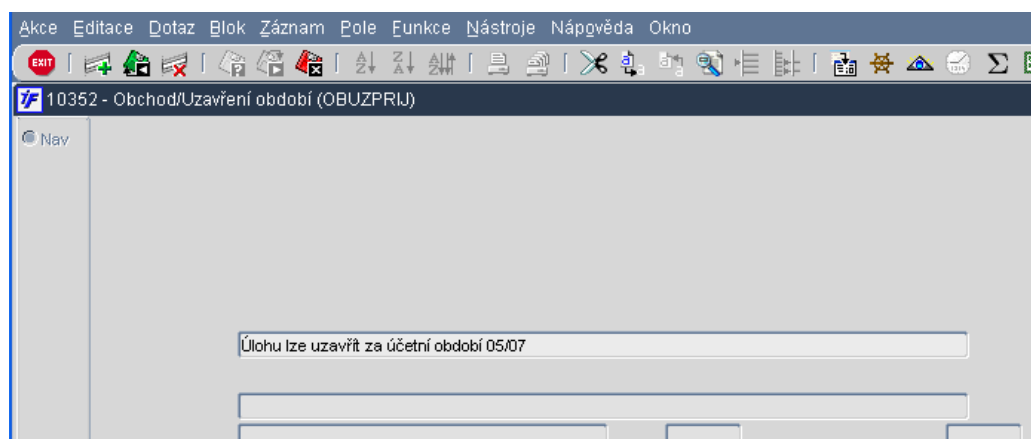 Akce Editace Dotaz Blok Záznam Pole Funkce Nástroje Nápověda Okno
EXIT
10352 - Obchod/Uzavření období (OBUZPRIJ)
Nav
Úlohu lze uzavřít za účetní období 05/07